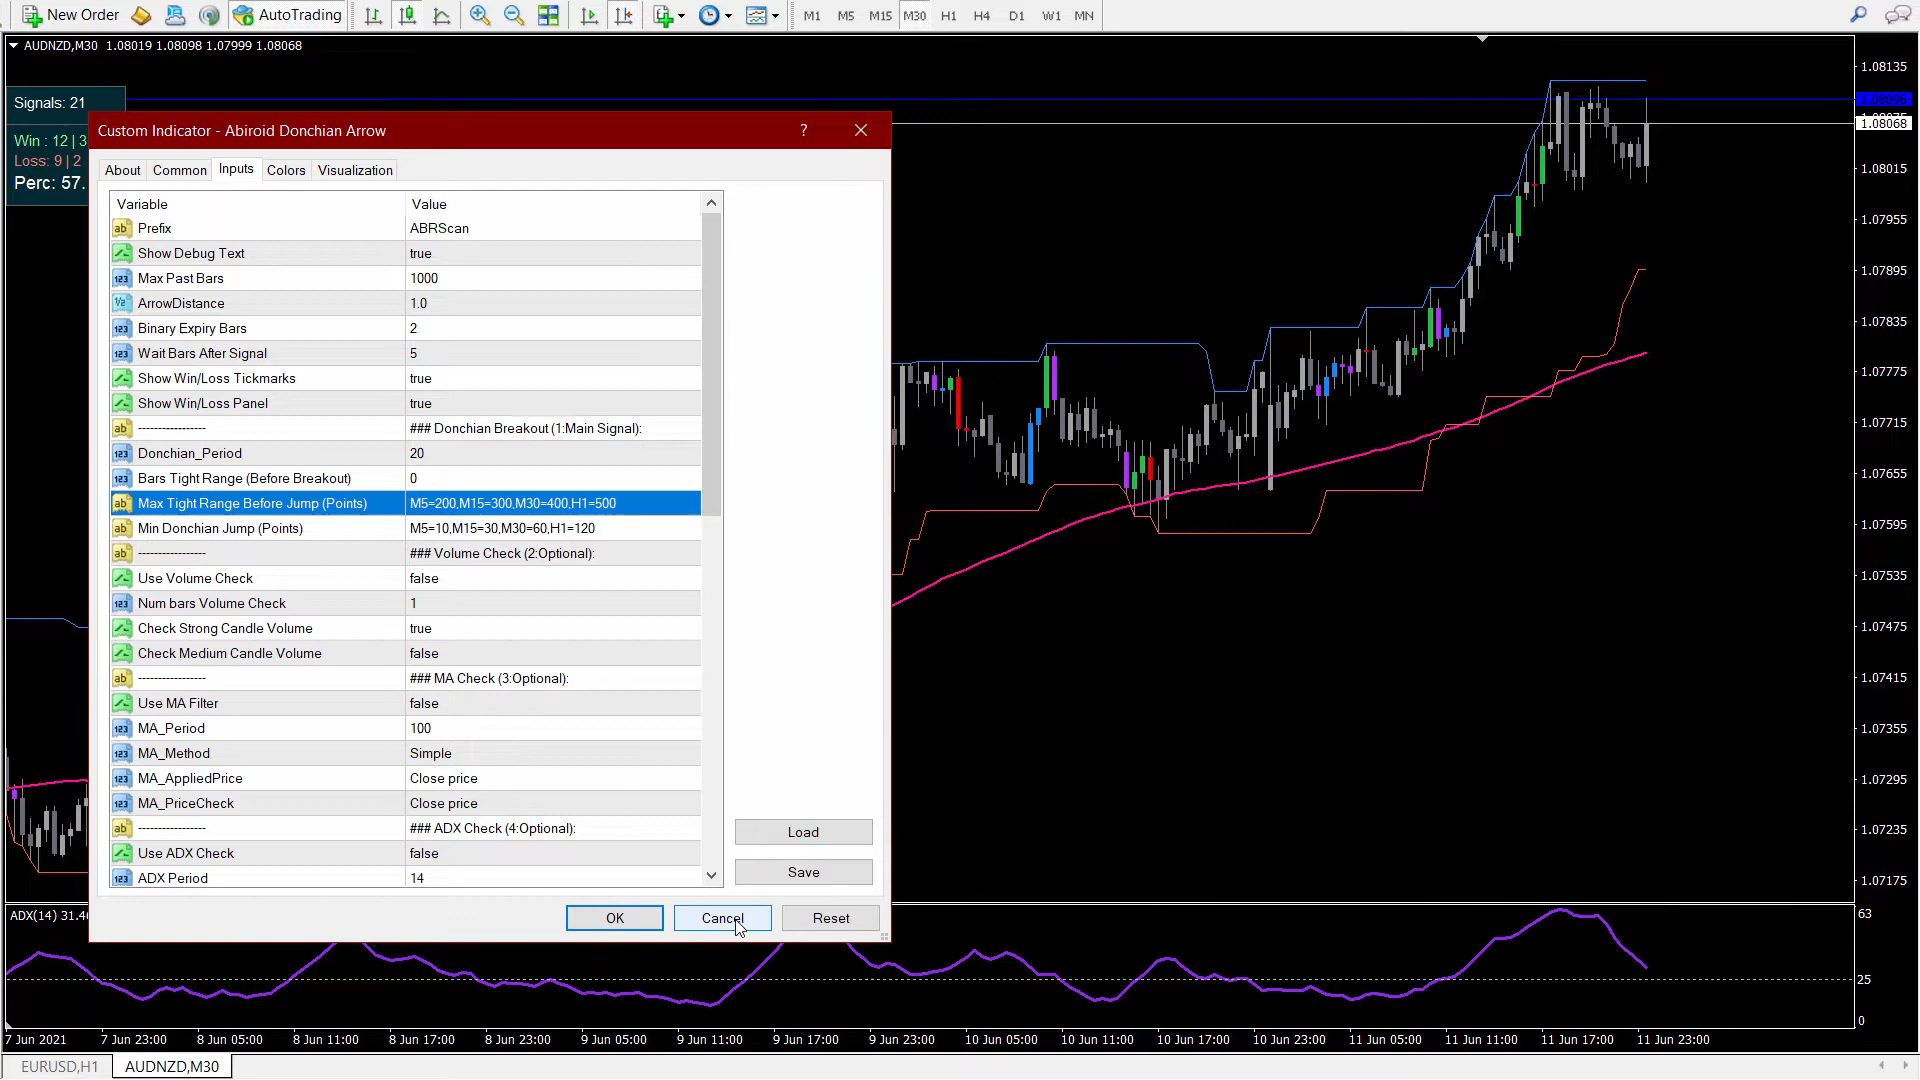 New Order
AutoTrading
M1 M5 M15 M30 H1 H4 D1 W1 MN
AUDNZD,M30 1.08019 1.08098 1.07999 1.08068
Signals: 21
Win : 12 | 3
Loss: 9 | 2
Perc: 57.
Custom Indicator - Abiroid Donchian Arrow
?
About Common Inputs Colors Visualization
Variable Value
Prefix ABRScan
Show Debug Text true
Max Past Bars 1000
ArrowDistance 1.0
Binary Expiry Bars 2
Wait Bars After Signal 5
Show Win/Loss Tickmarks true
Show Win/Loss Panel true
----------------- ### Donchian Breakout (1:Main Signal):
Donchian_Period 20
Bars Tight Range (Before Breakout) 0
Max Tight Range Before Jump (Points) M5=200,M15=300,M30=400,H1=500
Min Donchian Jump (Points) M5=10,M15=30,M30=60,H1=120
----------------- ### Volume Check (2:Optional):
Use Volume Check false
Num bars Volume Check 1
Check Strong Candle Volume true
Check Medium Candle Volume false
----------------- ### MA Check (3:Optional):
Use MA Filter false
MA_Period 100
MA_Method Simple
MA_AppliedPrice Close price
MA_PriceCheck Close price
----------------- ### ADX Check (4:Optional):
Use ADX Check false
ADX Period 14
Load
Save
OK Cancel Reset
1.08135
1.08068
1.08015
1.07955
1.07895
1.07835
1.07775
1.07715
1.07655
1.07595
1.07535
1.07475
1.07415
1.07355
1.07295
1.07235
1.07175
ADX(14) 31.4
63
25
0
7 Jun 2021 7 Jun 23:00 8 Jun 05:00 8 Jun 11:00 8 Jun 17:00 8 Jun 23:00 9 Jun 05:00 9 Jun 11:00 9 Jun 17:00 9 Jun 23:00 10 Jun 05:00 10 Jun 11:00 10 Jun 17:00 10 Jun 23:00 11 Jun 05:00 11 Jun 11:00 11 Jun 17:00 11 Jun 23:00
EURUSD,H1 AUDNZD,M30